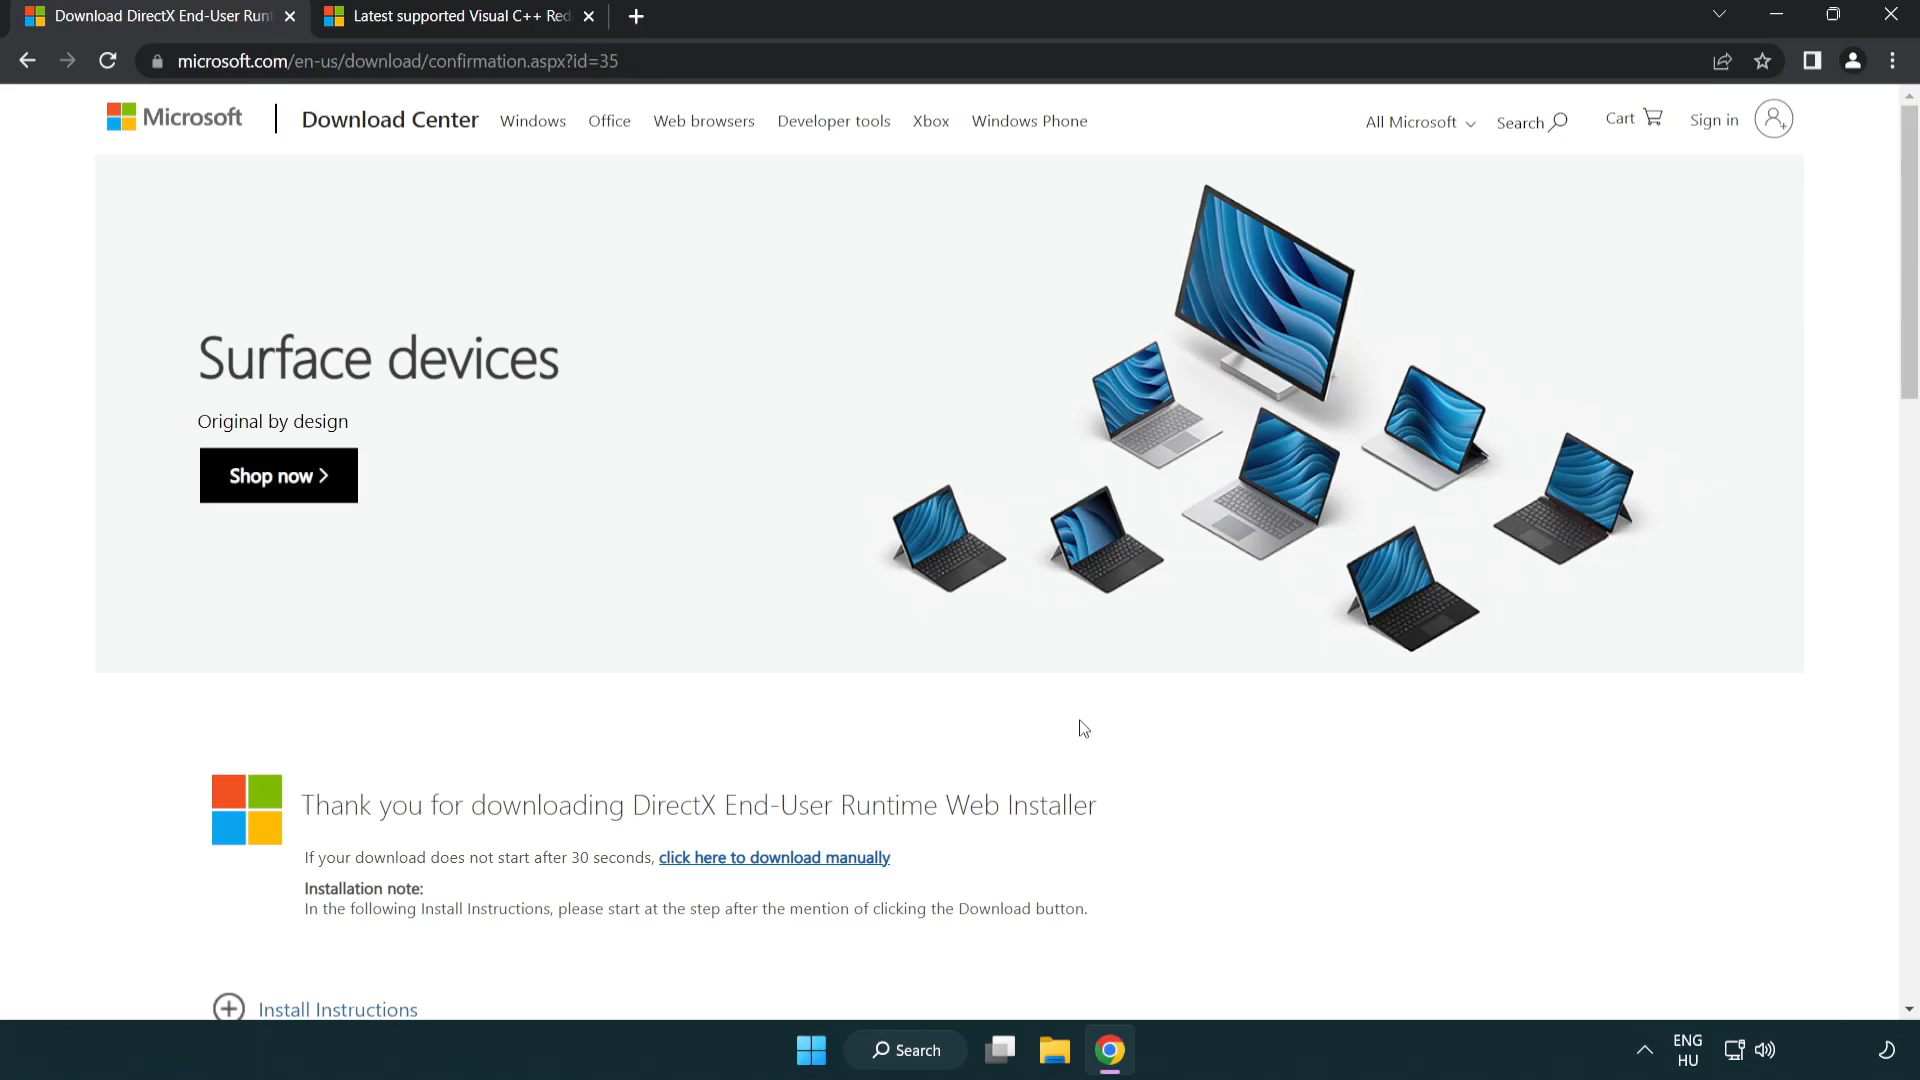 Download DirectX End-User Runt
Latest supported Visual C++ Red
microsoft.com/en-us/download/confirmation.aspx?id=35
Microsoft
Download Center
Windows
Office
Web browsers
Developer tools
Xbox
Windows Phone
All Microsoft
Search
Cart
Sign in
Surface devices
Original by design
Shop now
Thank you for downloading DirectX End-User Runtime Web Installer
If your download does not start after 30 seconds, click here to download manually
Installation note:
In the following Install Instructions, please start at the step after the mention of clicking the Download button.
Install Instructions
Search
ENG
HU